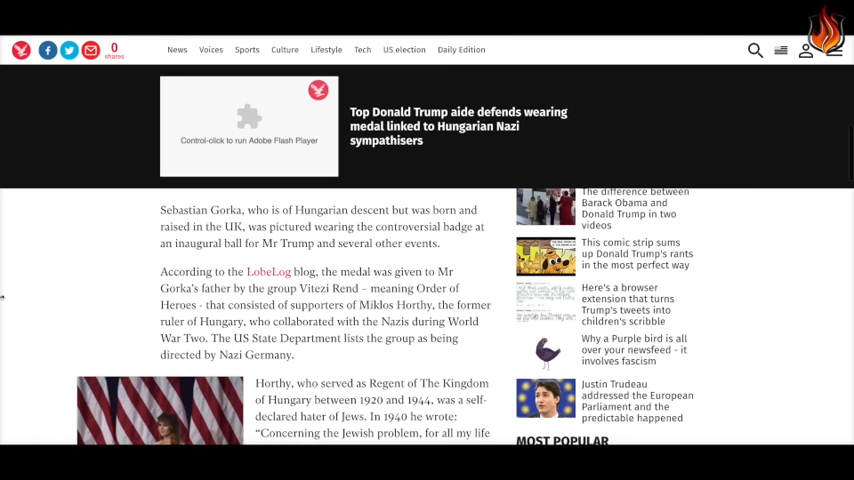 0
shares
News Voices Sports Culture Lifestyle Tech US election Daily Edition
Control-click to run Adobe Flash Player
Top Donald Trump aide defends wearing
medal linked to Hungarian Nazi
sympathisers
Sebastian Gorka, who is of Hungarian descent but was born and
raised in the UK, was pictured wearing the controversial badge at
an inaugural ball for Mr Trump and several other events.
According to the LobeLog blog, the medal was given to Mr
Gorka's father by the group Vitezi Rend – meaning Order of
Heroes - that consisted of supporters of Miklos Horthy, the former
ruler of Hungary, who collaborated with the Nazis during World
War Two. The US State Department lists the group as being
directed by Nazi Germany.
Horthy, who served as Regent of The Kingdom
of Hungary between 1920 and 1944, was a self-
declared hater of Jews. In 1940 he wrote:
“Concerning the Jewish problem, for all my life
The difference between
Barack Obama and
Donald Trump in two
videos
This comic strip sums
up Donald Trump's rants
in the most perfect way
Here's a browser
extension that turns
Trump's tweets into
children's scribble
Why a Purple bird is all
over your newsfeed - it
involves fascism
Justin Trudeau
addressed the European
Parliament and the
predictable happened
MOST POPULAR